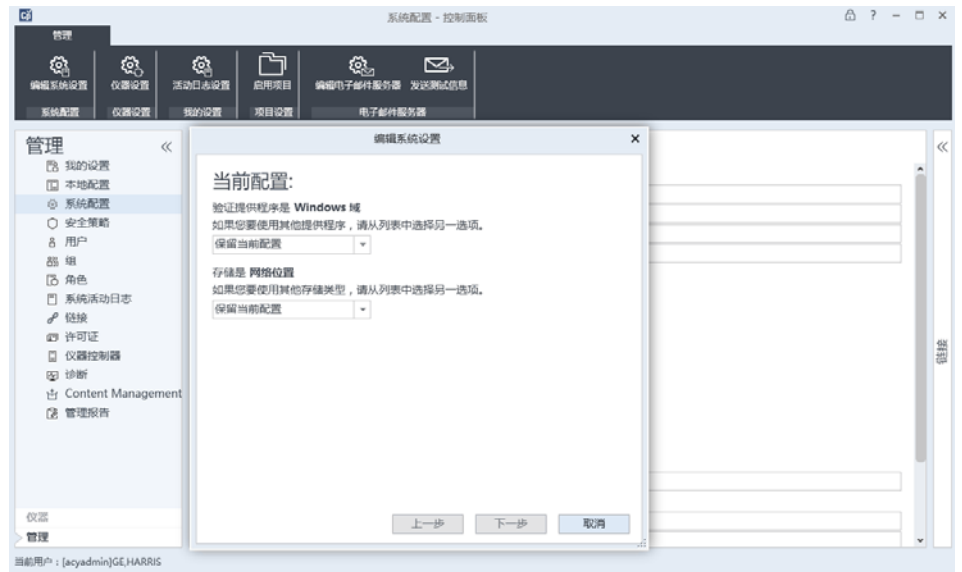 系统配置 - 控制面板
管理
编辑系统设置
仪器设置
活动日志设置
启用项目
编辑电子邮件服务器
发送测试信息
系统配置
仪器设置
我的设置
项目设置
电子邮件服务器
管理
我的设置
本地配置
系统配置
安全策略
用户
组
角色
系统活动日志
链接
许可证
仪器控制器
诊断
Content Management
管理报告
仪器
管理
编辑系统设置
当前配置:
验证提供程序是 Windows 域
如果您要使用其他提供程序，请从列表中选择另一选项。
保留当前配置
存储是 网络位置
如果您要使用其他存储类型，请从列表中选择另一选项。
保留当前配置
上一步
下一步
取消
链接
当前用户：[acyadmin]GE,HARRIS